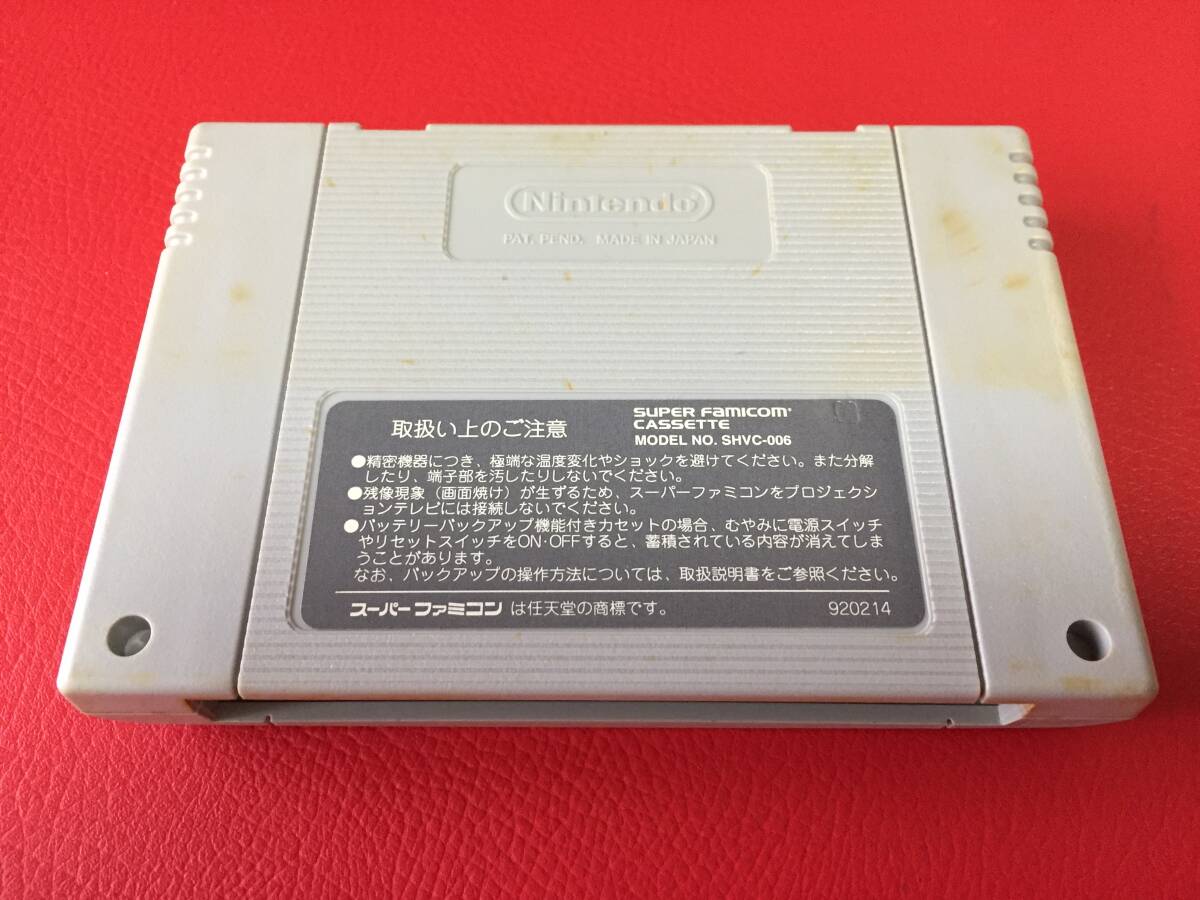 Nintendo®
PAT. PEND. MADE IN JAPAN
取扱い上のご注意
SUPER FAMICOM®
CASSETTE
MODEL NO. SHVC-006
●精密機器につき、極端な温度変化やショックを避けてください。また分解
したり、端子部を汚したりしないでください。
●残像現象（画面焼け）が生ずるため、スーパーファミコンをプロジェクシ
ョンテレビには接続しないでください。
●バッテリーバックアップ機能付きカセットの場合、むやみに電源スイッチ
やリセットスイッチをON・OFFすると、蓄積されている内容が消えてしま
うことがあります。
なお、バックアップの操作方法については、取扱説明書をご参照ください。
スーパーファミコン は任天堂の商標です。 920214